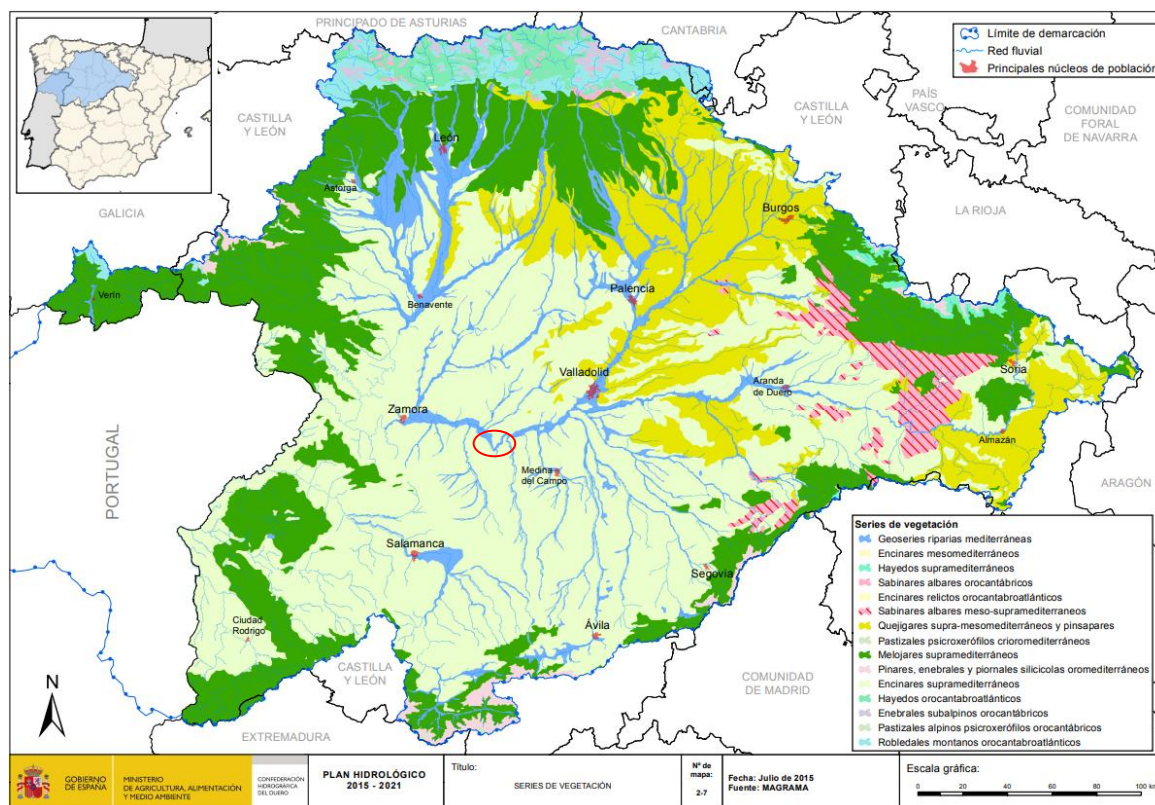 PRINCIPADO DE ASTURIAS
CANTABRIA
CASTILLA
Y LEÓN
CASTILLA
Y LEÓN
PAÍS
VASCO
COMUNIDAD
FORAL
DE NAVARRA
LA RIOJA
GALICIA
PORTUGAL
ARAGÓN
COMUNIDAD
DE MADRID
CASTILLA
Y LEÓN
EXTREMADURA
Límite de demarcación
Red fluvial
Principales núcleos de población
León
Astorga
Burgos
Verín
Benavente
Palencia
Valladolid
Aranda
de Duero
Soria
Zamora
Almazán
Medina
del Campo
Salamanca
Segovia
Ciudad
Rodrigo
Ávila
N
Series de vegetación
Geoseries riparias mediterráneas
Encinares mesomediterráneos
Hayedos supramediterráneos
Sabinares albares orocantábricos
Encinares relictos orocantabroatlánticos
Sabinares albares meso-supramediterraneos
Quejigares supra-mesomediterráneos y pinsapares
Pastizales psicroxerófilos crioromediterráneos
Melojares supramediterráneos
Pinares, enebrales y piornales silicicolas oromediterráneos
Encinares supramediterráneos
Hayedos orocantabroatlánticos
Enebrales subalpinos orocantábricos
Pastizales alpinos psicroxerófilos orocantábricos
Robledales montanos orocantabroatlánticos
GOBIERNO
DE ESPAÑA
MINISTERIO
DE AGRICULTURA, ALIMENTACIÓN
Y MEDIO AMBIENTE
CONFEDERACIÓN
HIDROGRÁFICA
DEL DUERO
PLAN HIDROLÓGICO
2015 - 2021
Título:
SERIES DE VEGETACIÓN
Nº de
mapa:
2-7
Fecha: Julio de 2015
Fuente: MAGRAMA
Escala gráfica:
0 20 40 60 80 100 km